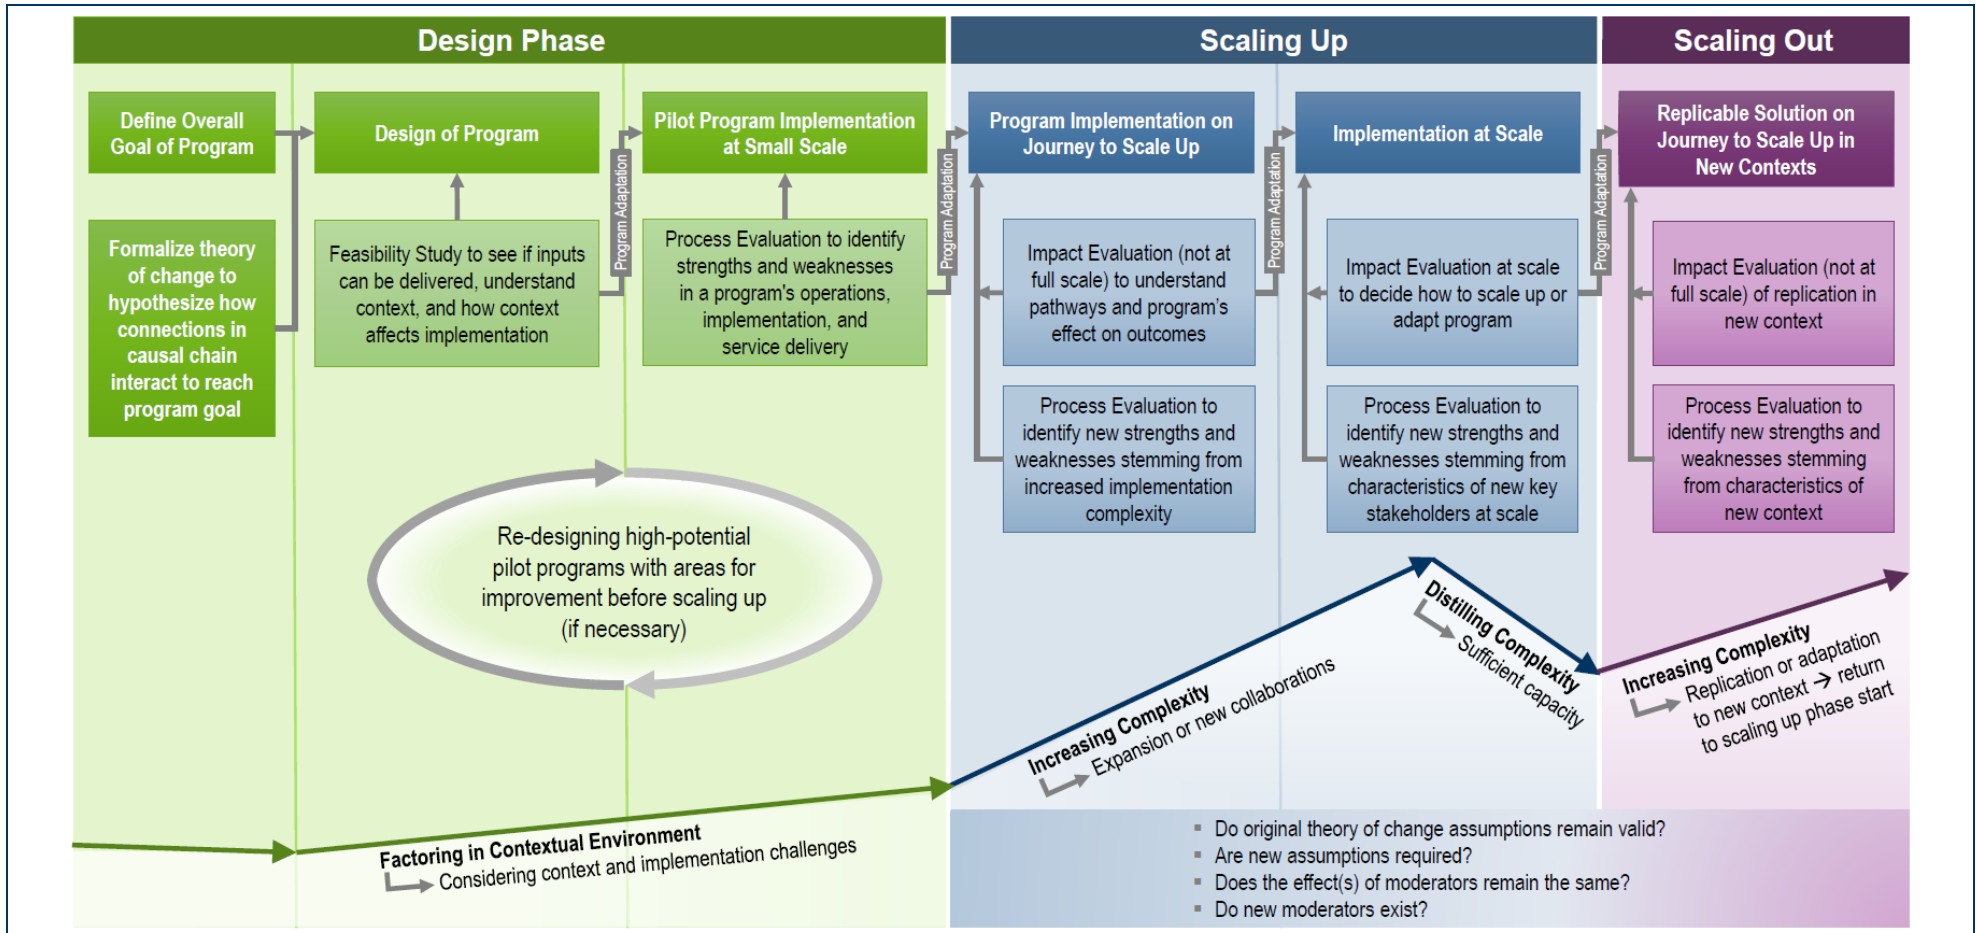 Design Phase
Scaling Up
Scaling Out
Define Overall
Goal of Program
Formalize theory
of change to
hypothesize how
connections in
causal chain
interact to reach
program goal
Design of Program
Feasibility Study to see if inputs
can be delivered, understand
context, and how context
affects implementation
Program Adaptation
Pilot Program Implementation
at Small Scale
Process Evaluation to identify
strengths and weaknesses
in a program's operations,
implementation, and
service delivery
Program Adaptation
Program Implementation on
Journey to Scale Up
Impact Evaluation (not at
full scale) to understand
pathways and program’s
effect on outcomes
Process Evaluation to
identify new strengths and
weaknesses stemming from
increased implementation
complexity
Program Adaptation
Implementation at Scale
Impact Evaluation at scale
to decide how to scale up or
adapt program
Process Evaluation to
identify new strengths and
weaknesses stemming from
characteristics of new key
stakeholders at scale
Program Adaptation
Replicable Solution on
Journey to Scale Up in
New Contexts
Impact Evaluation (not at
full scale) of replication in
new context
Process Evaluation to
identify new strengths and
weaknesses stemming
from characteristics of
new context
Re-designing high-potential
pilot programs with areas for
improvement before scaling up
(if necessary)
Factoring in Contextual Environment
Considering context and implementation challenges
Increasing Complexity
Expansion or new collaborations
Distilling Complexity
Sufficient capacity
Increasing Complexity
Replication or adaptation
to new context → return
to scaling up phase start
▪ Do original theory of change assumptions remain valid?
▪ Are new assumptions required?
▪ Does the effect(s) of moderators remain the same?
▪ Do new moderators exist?